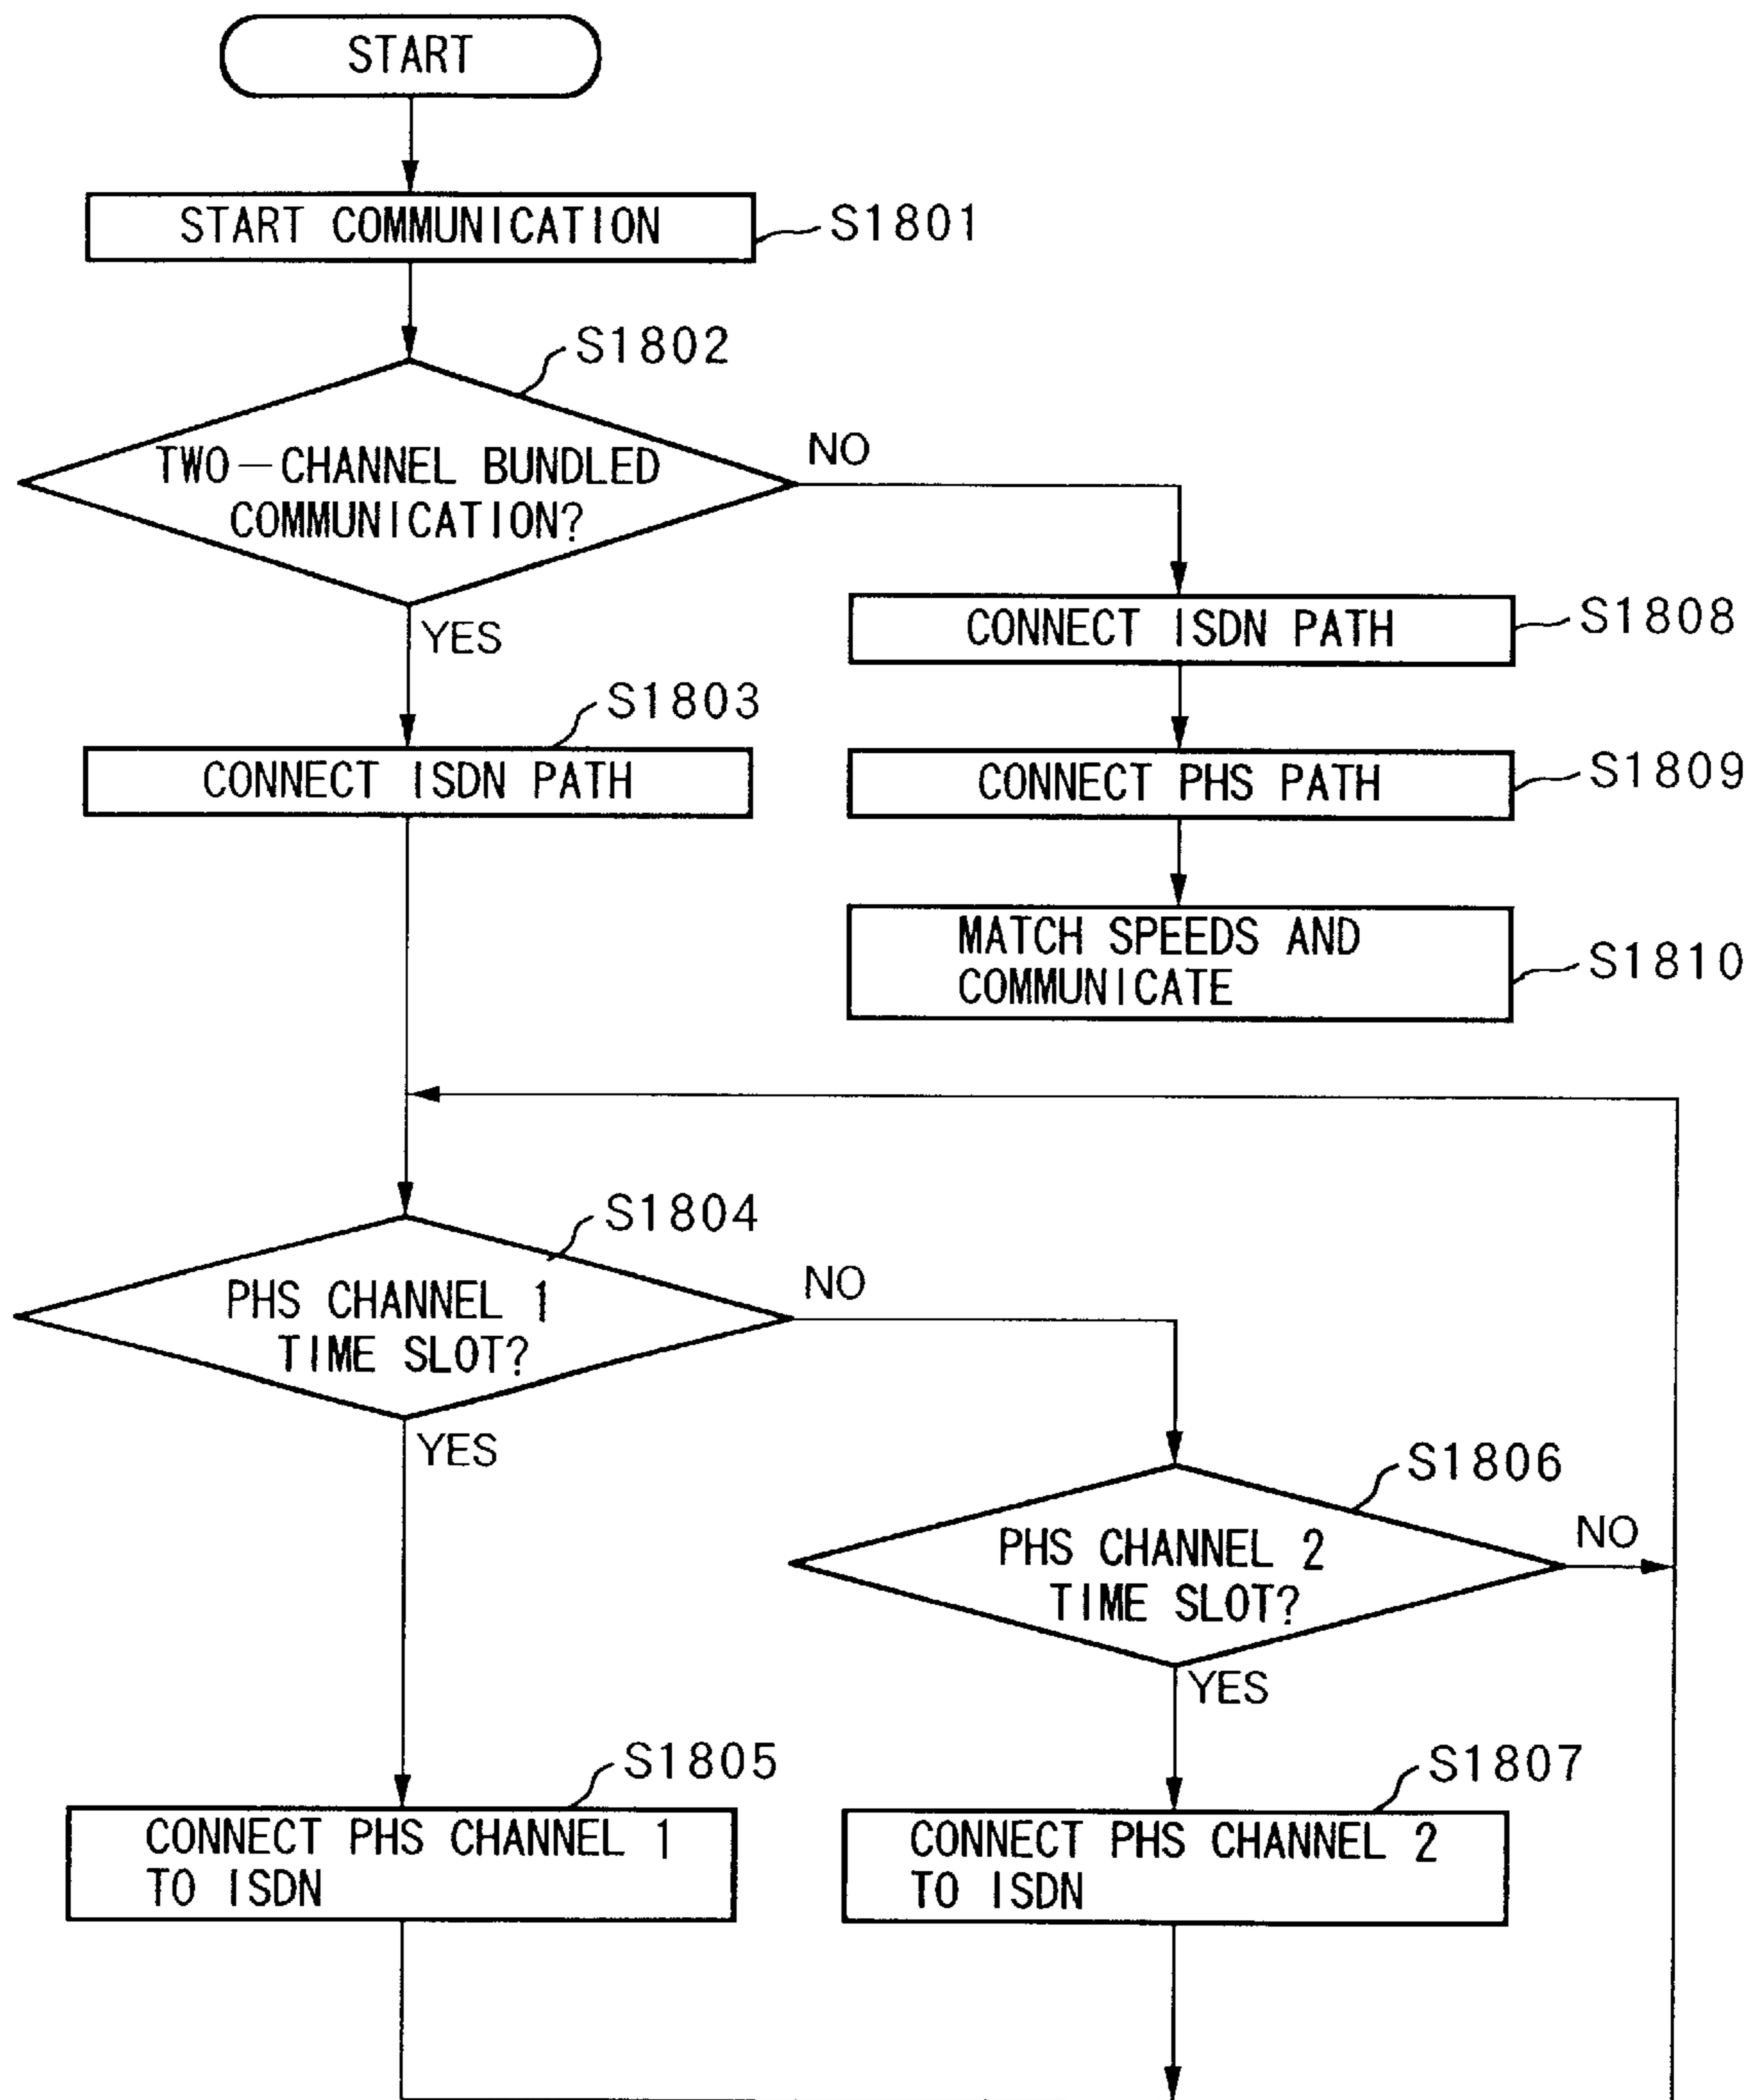 START
START COMMUNICATION
S1801
S1802
TWO-CHANNEL BUNDLED
COMMUNICATION?
NO
YES
CONNECT ISDN PATH
S1808
S1803
CONNECT ISDN PATH
CONNECT PHS PATH
S1809
MATCH SPEEDS AND
COMMUNICATE
S1810
S1804
PHS CHANNEL 1
TIME SLOT?
NO
YES
S1806
PHS CHANNEL 2
TIME SLOT?
NO
YES
S1805
CONNECT PHS CHANNEL 1
TO ISDN
S1807
CONNECT PHS CHANNEL 2
TO ISDN